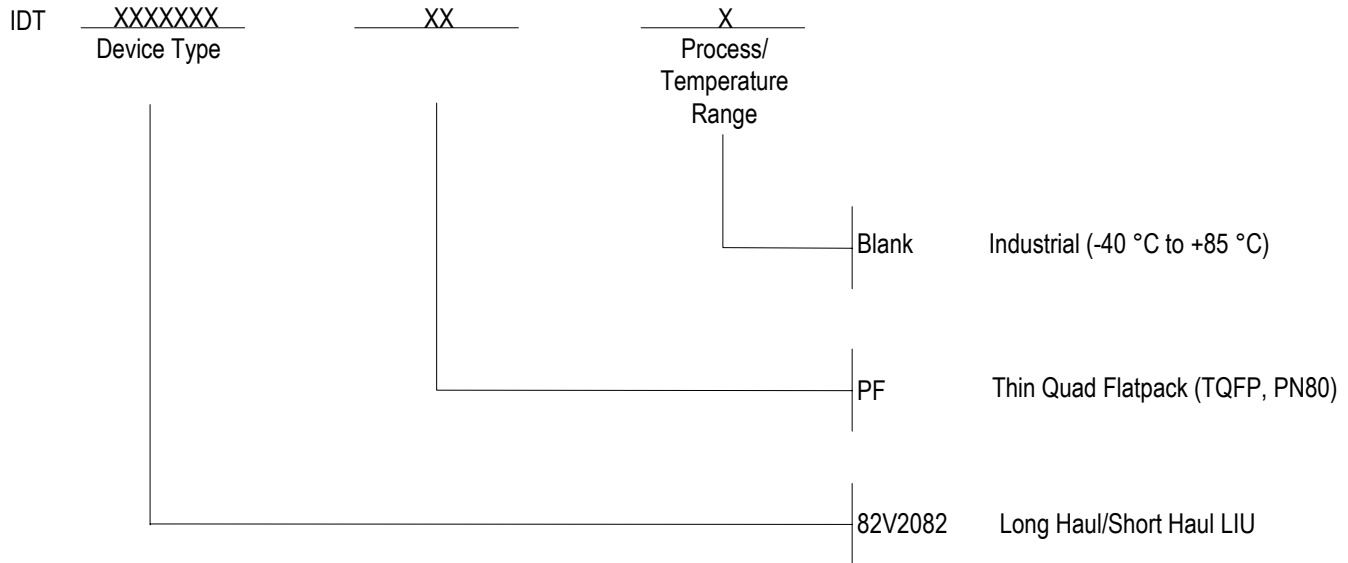 IDT XXXXXXX XX X
Device Type
Process/
Temperature
Range
Blank Industrial (-40 °C to +85 °C)
PF Thin Quad Flatpack (TQFP, PN80)
82V2082 Long Haul/Short Haul LIU